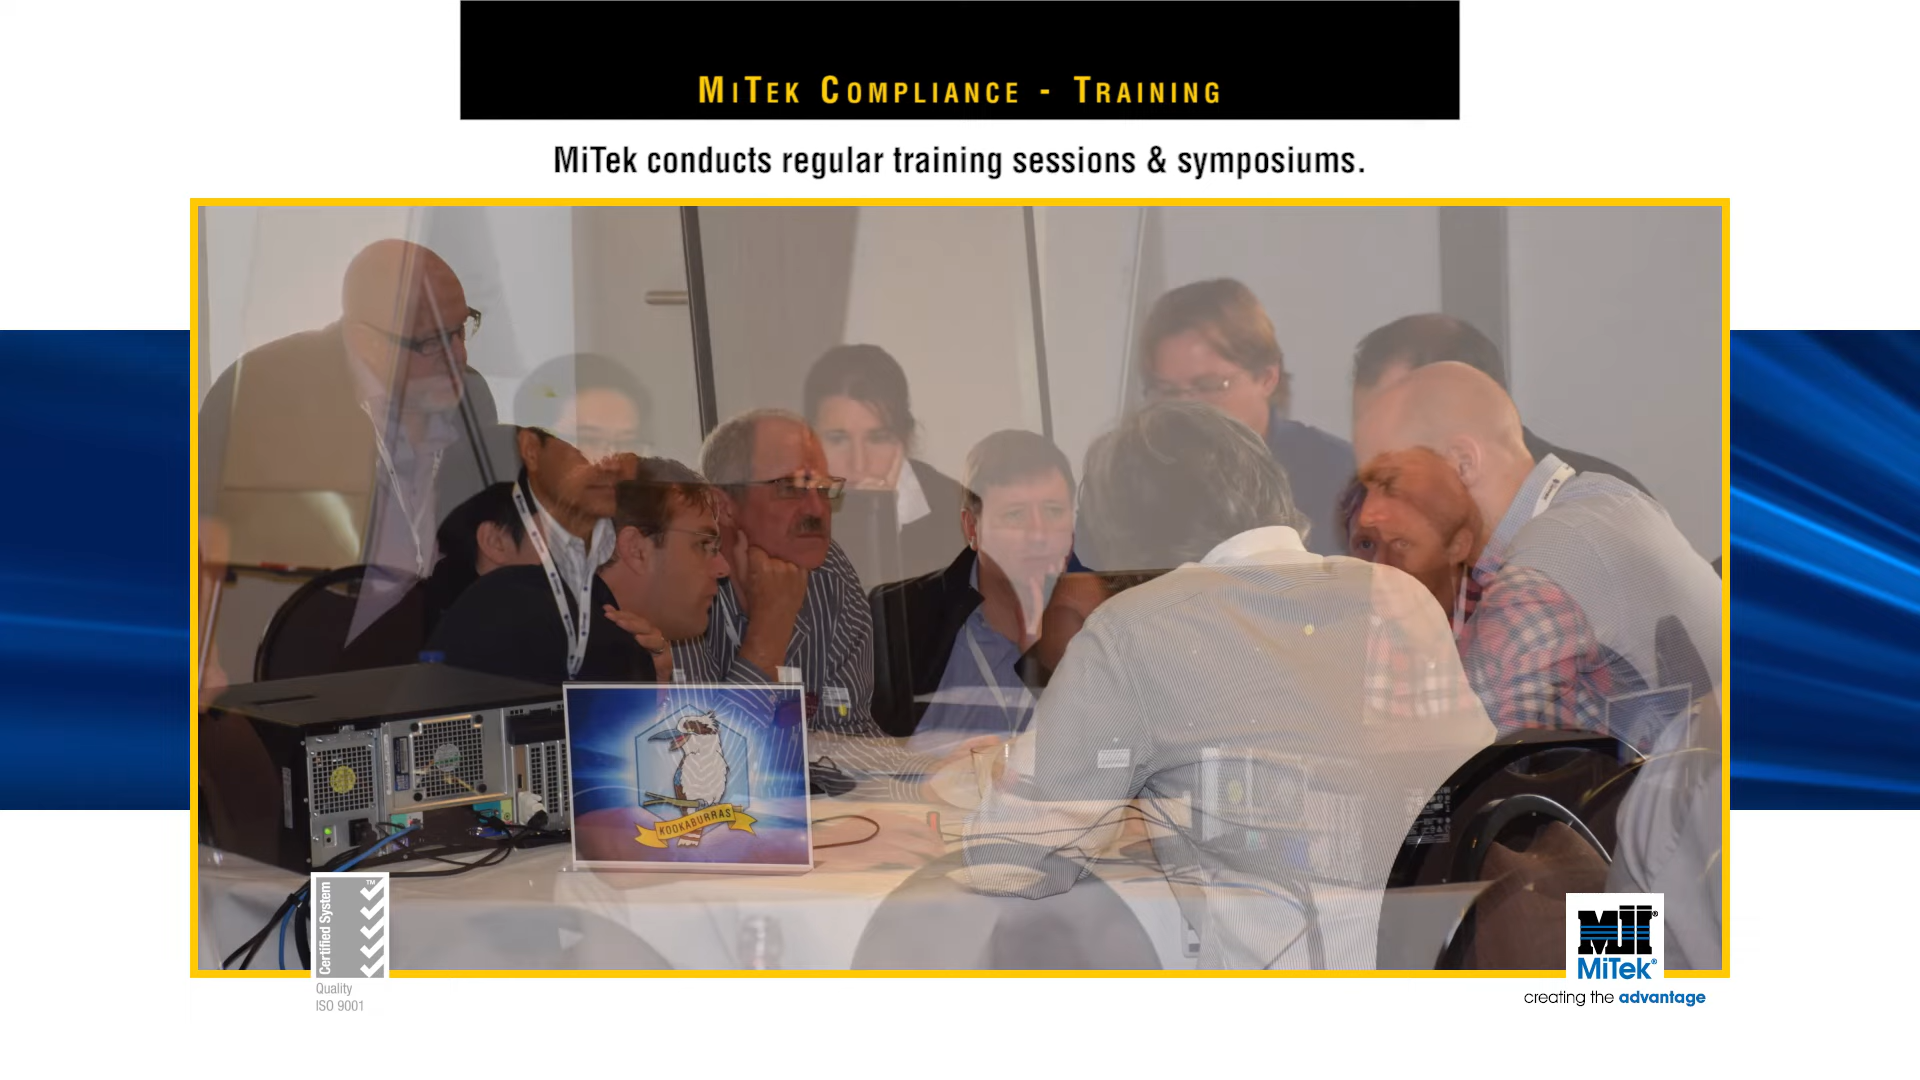 MiTek Compliance - Training
MiTek conducts regular training sessions & symposiums.
KOOKABURRAS
Certified System
TM
Quality
ISO 9001
MiTek®
creating the advantage